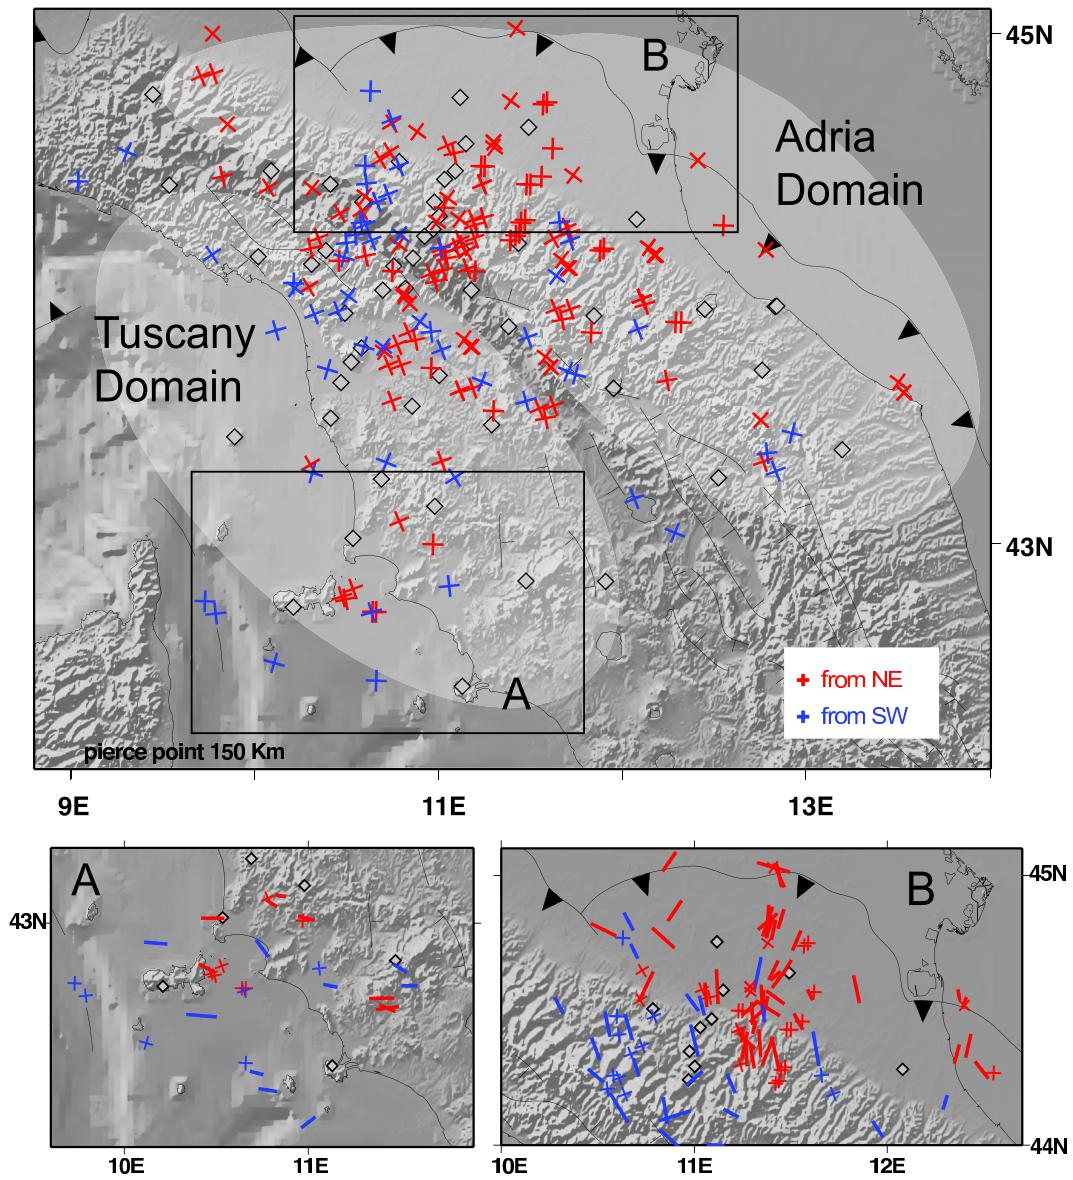 45N
B
Adria
Domain
Tuscany
Domain
43N
A
from NE
from SW
pierce point 150 Km
9E
11E
13E
A
43N
10E
11E
B
45N
44N
10E
11E
12E